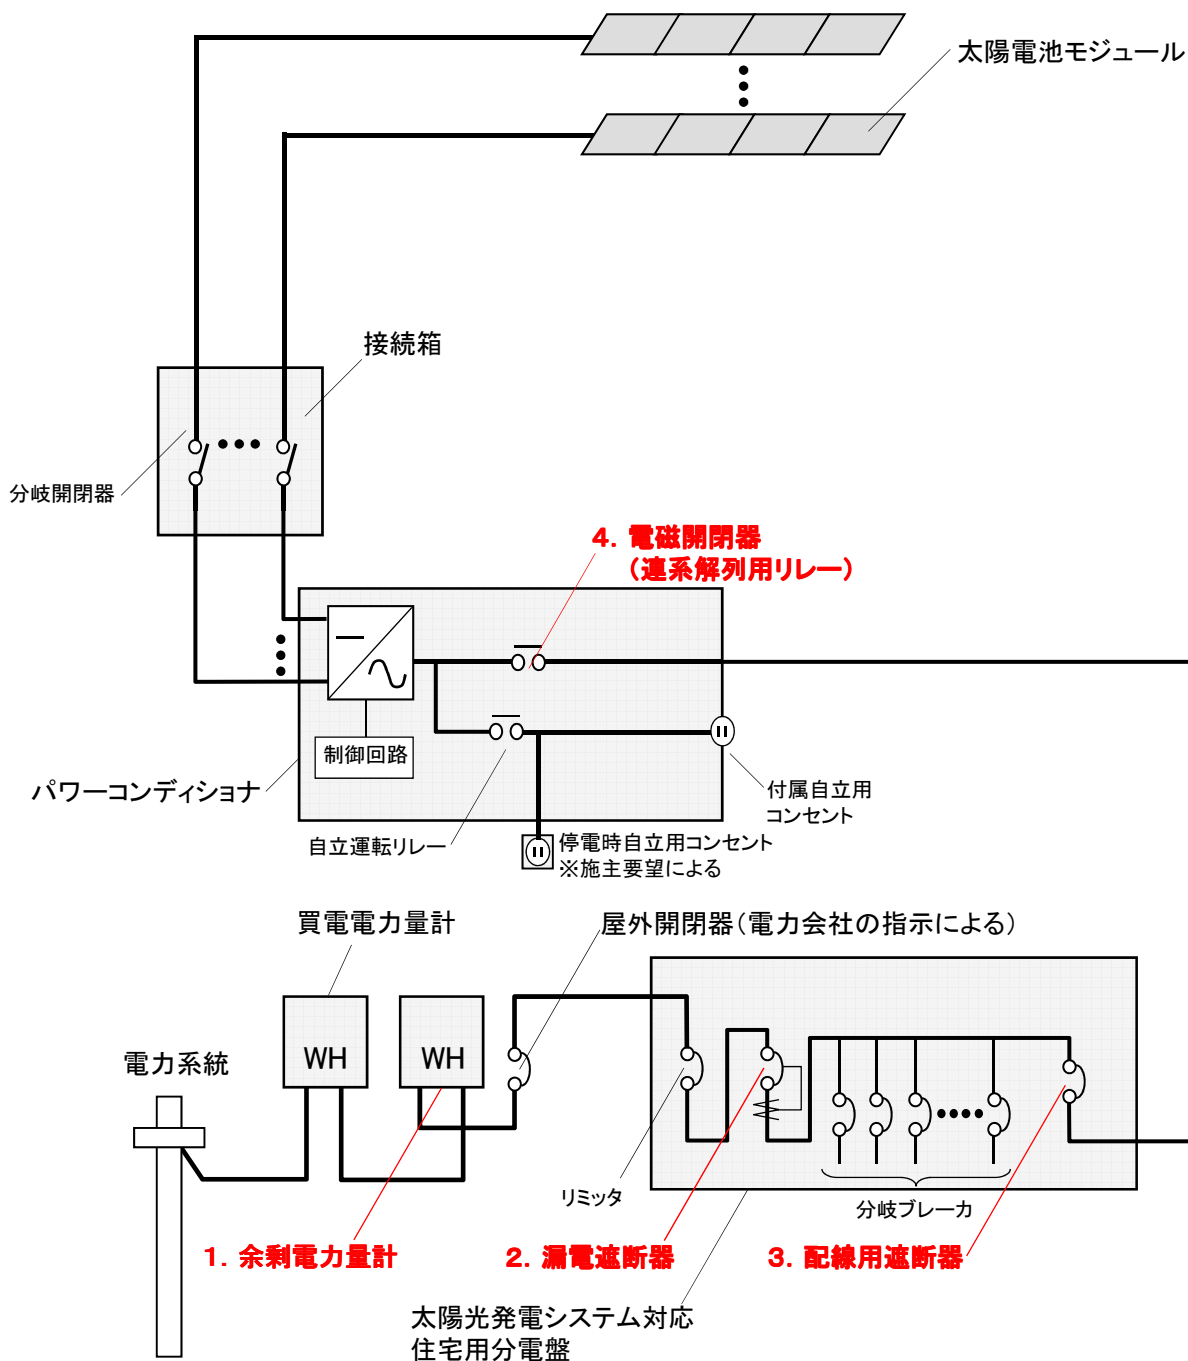 太陽電池モジュール
接続箱
分岐開閉器
4. 電磁開閉器
(連系解列用リレー)
制御回路
パワーコンディショナ
付属自立用
コンセント
自立運転リレー
停電時自立用コンセント
※施主要望による
買電電力量計
屋外開閉器(電力会社の指示による)
WH
WH
電力系統
リミッタ
分岐ブレーカ
1. 余剰電力量計
2. 漏電遮断器
3. 配線用遮断器
太陽光発電システム対応
住宅用分電盤